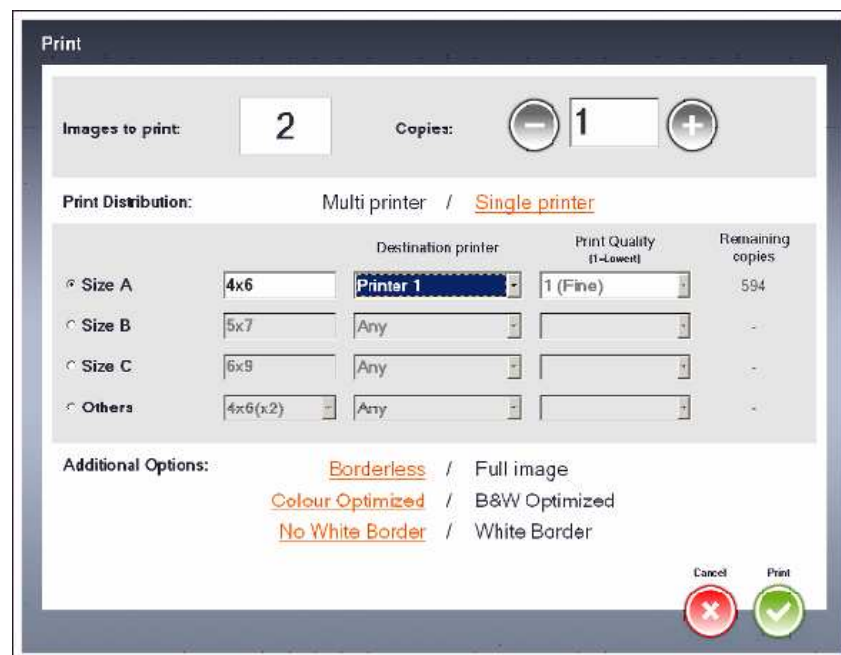 Print
Images to print: 2 Copies: 1
Print Distribution: Multi printer / Single printer
Destination printer Print Quality (1=Lowest) Remaining copies
Size A 4x6 Printer 1 1 (Fine) 594
Size B 5x7 Any -
Size C 6x9 Any -
Others 4x6(x2) Any -
Additional Options: Borderless / Full image
Colour Optimized / B&W Optimized
No White Border / White Border
Cancel Print